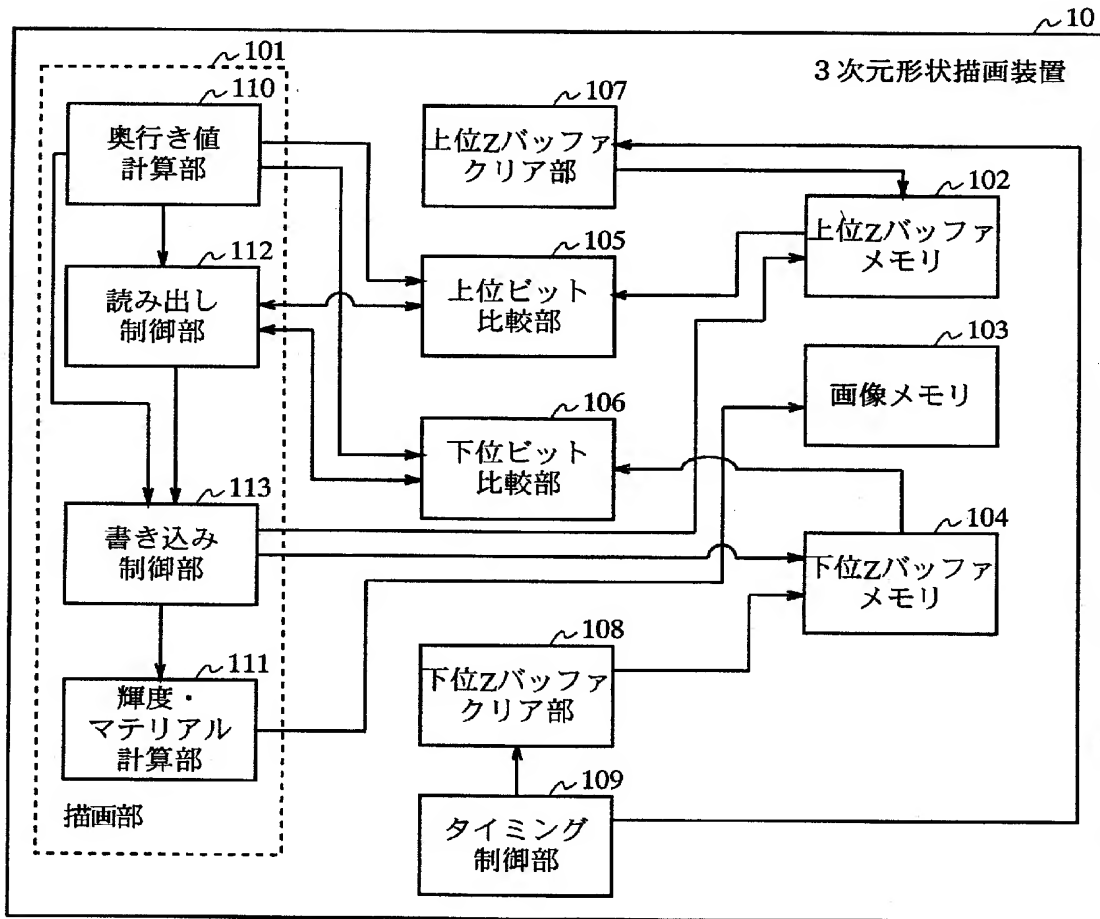 10
3次元形状描画装置
101
110
奥行き値
計算部
107
上位Zバッファ
クリア部
102
上位Zバッファ
メモリ
112
読み出し
制御部
105
上位ビット
比較部
103
画像メモリ
106
下位ビット
比較部
113
書き込み
制御部
104
下位Zバッファ
メモリ
111
輝度・
マテリアル
計算部
108
下位Zバッファ
クリア部
109
タイミング
制御部
描画部